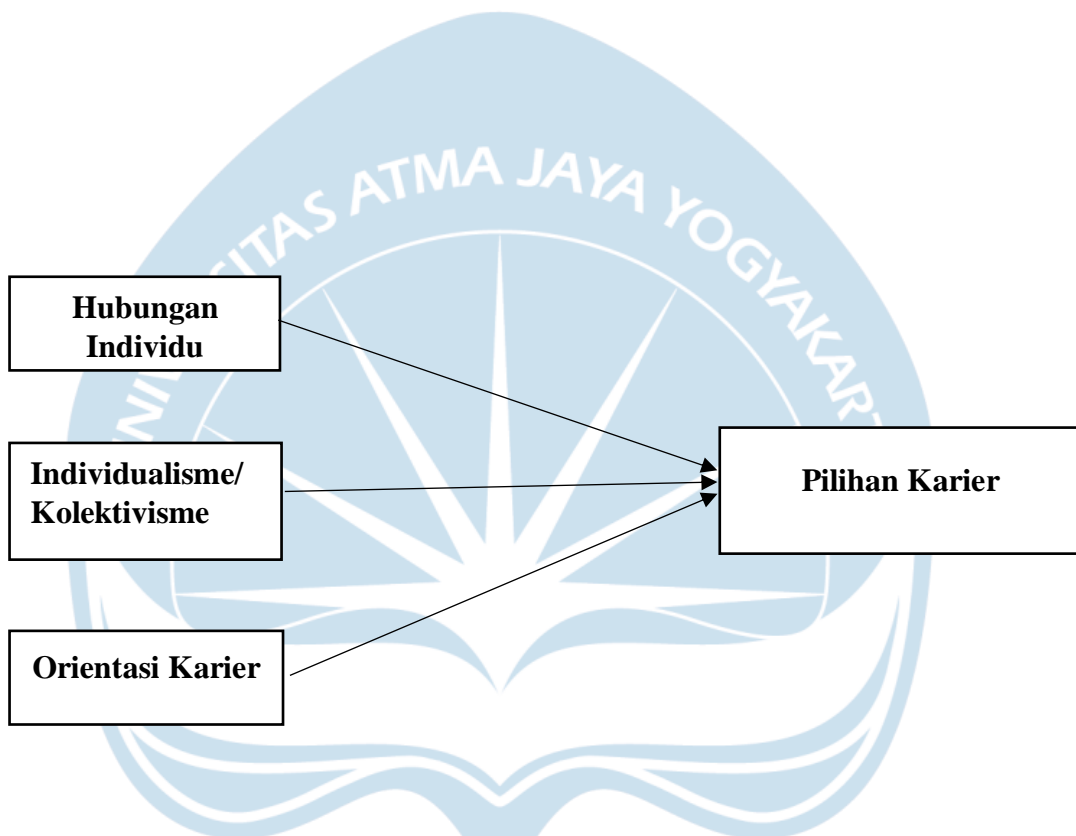 UNIVERSITAS ATMA JAYA YOGYAKARTA
Hubungan
Individu
Individualisme/
Kolektivisme
Pilihan Karier
Orientasi Karier